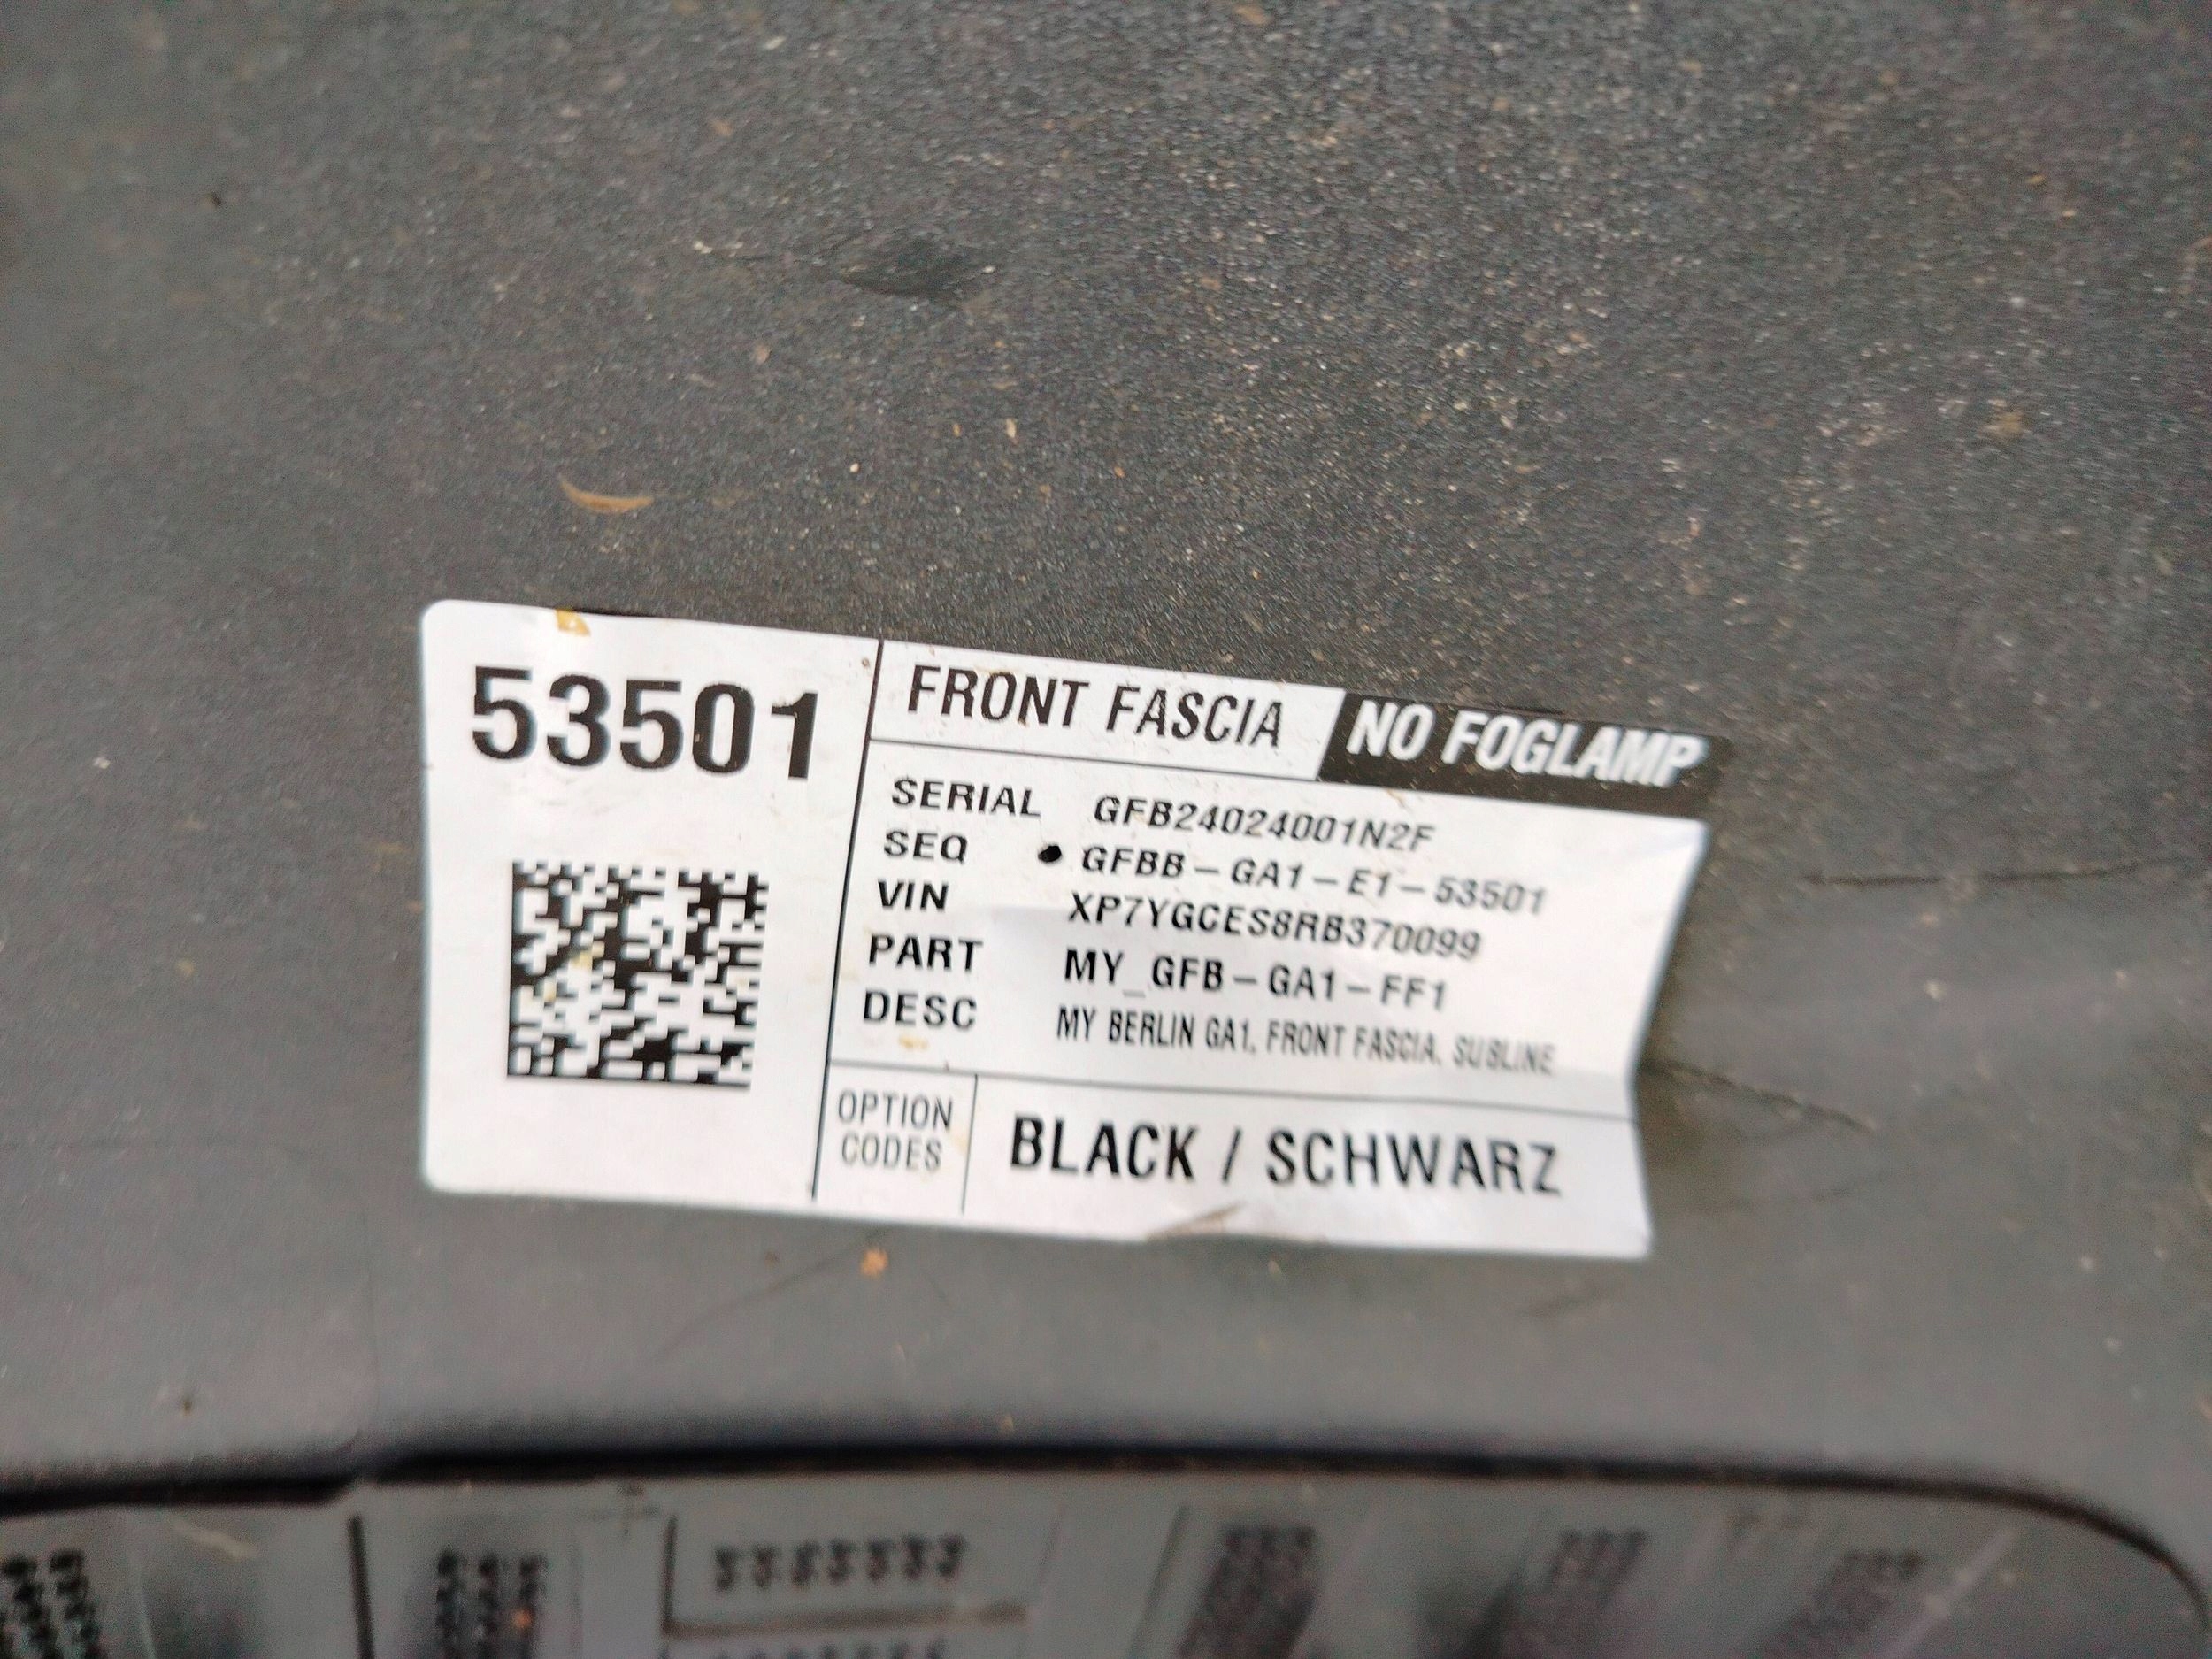 53501
FRONT FASCIA NO FOGLAMP
SERIAL GFB24024001N2F
SEQ GFBB-GA1-E1-53501
VIN XP7YGCES8RB370099
PART MY_GFB-GA1-FF1
DESC MY BERLIN GA1, FRONT FASCIA, SUBLINE
OPTION CODES BLACK / SCHWARZ